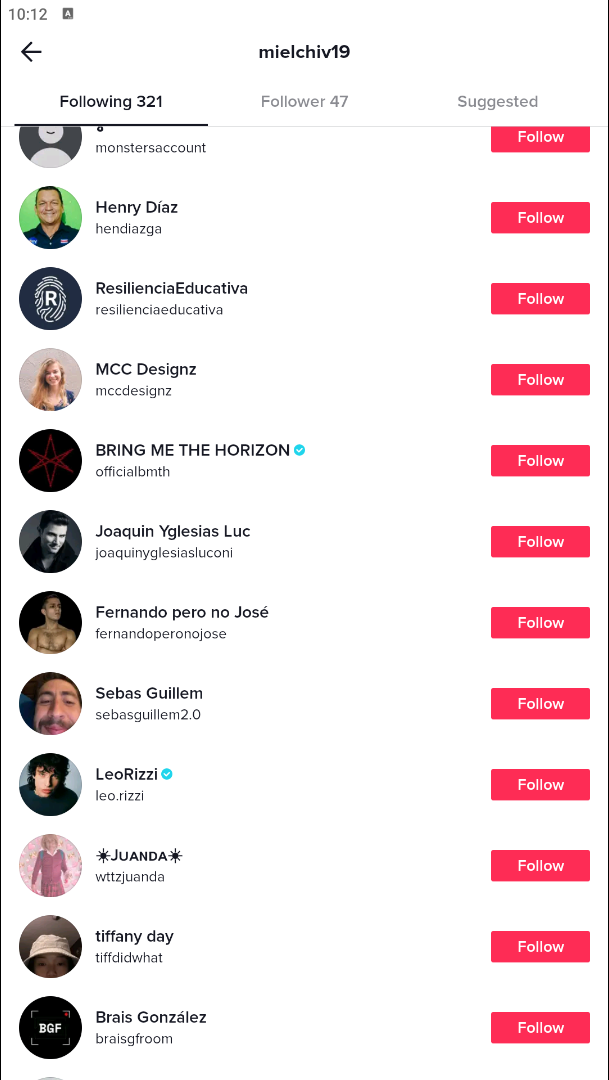 10:12 A
mielchiv19
Following 321 Follower 47 Suggested
monstersaccount
Follow
Henry Díaz
hendiazga
Follow
R
ResilienciaEducativa
resilienciaeducativa
Follow
MCC Designz
mccdesignz
Follow
BRING ME THE HORIZON
officialbmth
Follow
Joaquin Yglesias Luc
joaquinyglesiasluconi
Follow
Fernando pero no José
fernandoperonojose
Follow
Sebas Guillem
sebasguillem2.0
Follow
LeoRizzi
leo.rizzi
Follow
☀Jᴜᴀɴᴅᴀ☀
wttzjuanda
Follow
tiffany day
tiffdidwhat
Follow
BGF
Brais González
braisgfroom
Follow